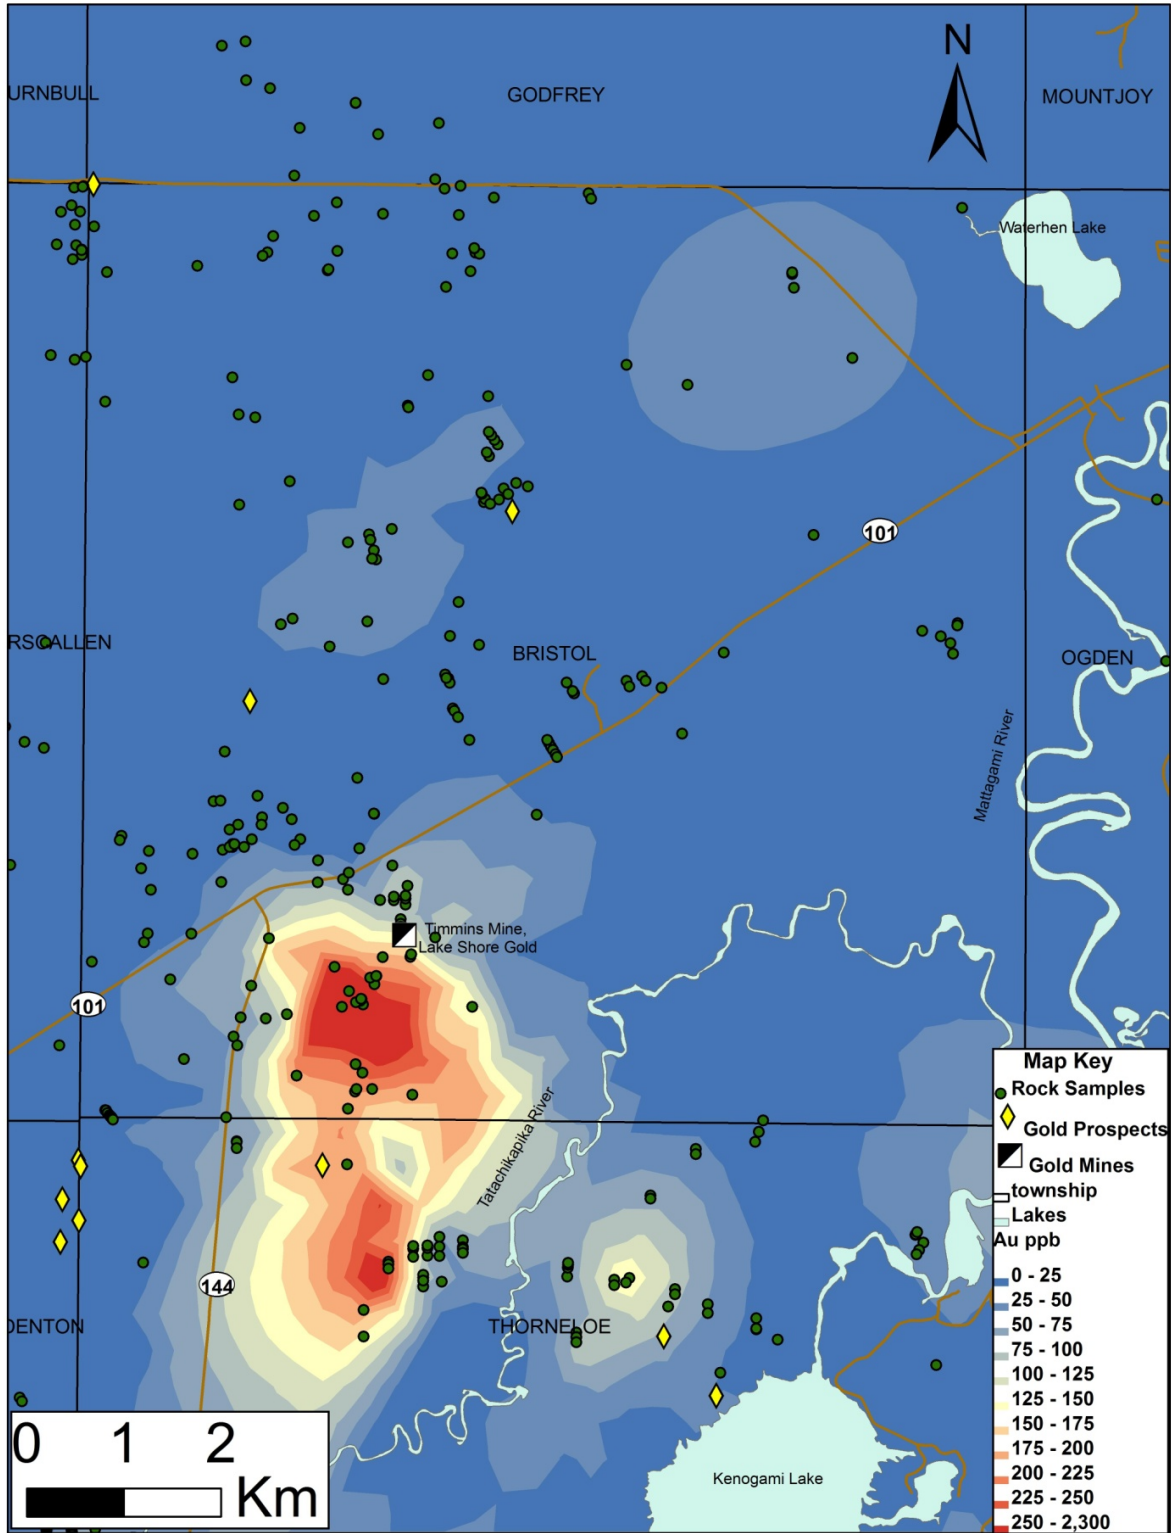 N
URNBULL
GODFREY
MOUNTJOY
Waterhen Lake
101
RSCALLEN
BRISTOL
OGDEN
Mattagami River
Timmins Mine,
Lake Shore Gold
101
Tatachikapika River
144
DENTON
THORNELOE
Kenogami Lake
0 1 2
Km
Map Key
Rock Samples
Gold Prospects
Gold Mines
township
Lakes
Au ppb
0 - 25
25 - 50
50 - 75
75 - 100
100 - 125
125 - 150
150 - 175
175 - 200
200 - 225
225 - 250
250 - 2,300